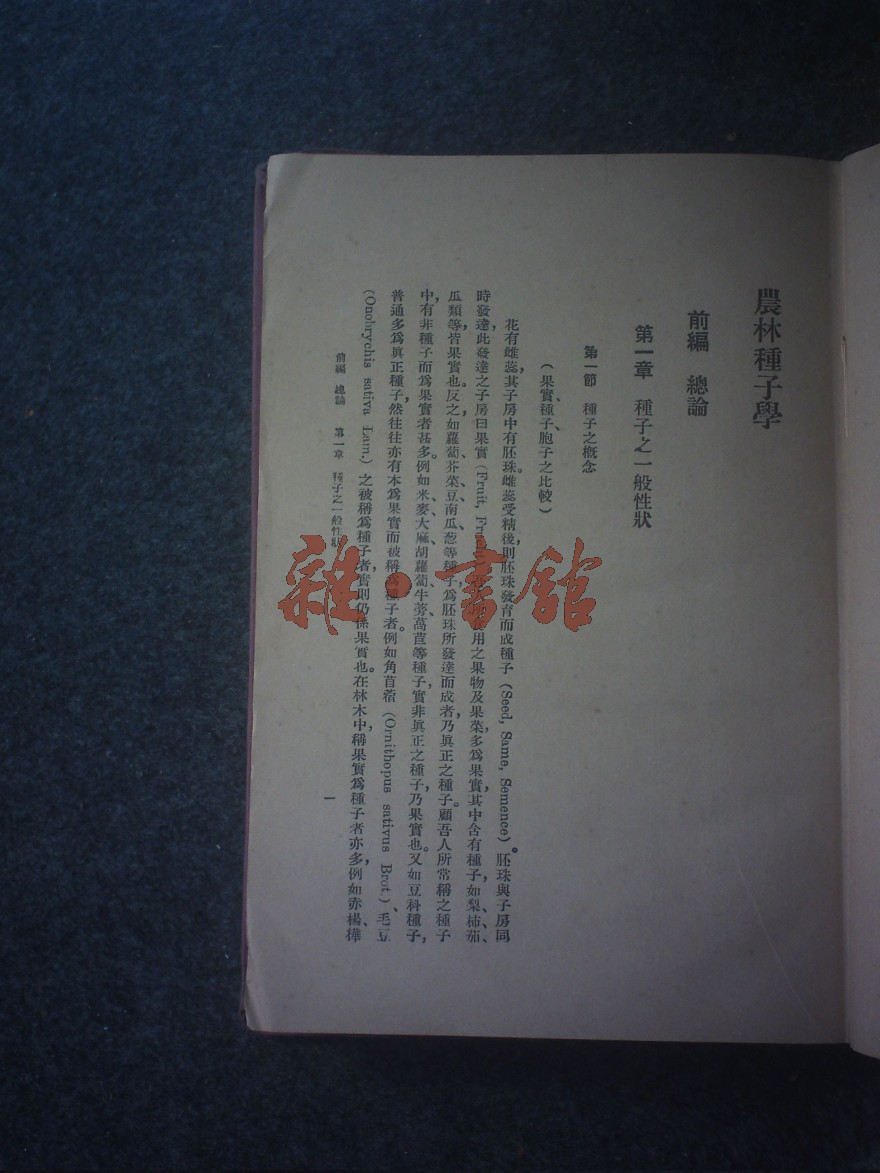 農林種子學
前編　總論
第一章　種子之一般性狀
第一節　種子之概念
（果實、種子、胞子之比較）
花有雌蕊，其子房中有胚珠，雌蕊受精後，則胚珠發育而成種子 (Seed, Same, Semence)。胚珠與子房同
時發達，此發達之子房曰果實 (Fruit, 用之果物及果菜，多爲果實，其中含有種子，如梨、柿、茄、
瓜類等皆果實也。反之，如蘿蔔、芥菜、豆、南瓜、葱等種子，爲胚珠所發達而成者，乃眞正之種子。顧吾人所常稱之種子
中，有非種子而爲果實者甚多。例如米、麥、大麻、胡蘿蔔、牛蒡、萵苣等種子，實非眞正之種子，乃果實也。又如豆科種子，
普通多爲眞正種子，然往往亦有本爲果實而被稱爲種子者。例如角苜蓿 (Ornithopus sativus Brot.)、毛豆
(Onobrychis sativa Lam.) 之被稱爲種子者，實則仍係果實也。在林木中，稱果實爲種子者亦多，例如赤楊、樺
前編　總論　第一章　種子之一般性狀
一
雜·書館